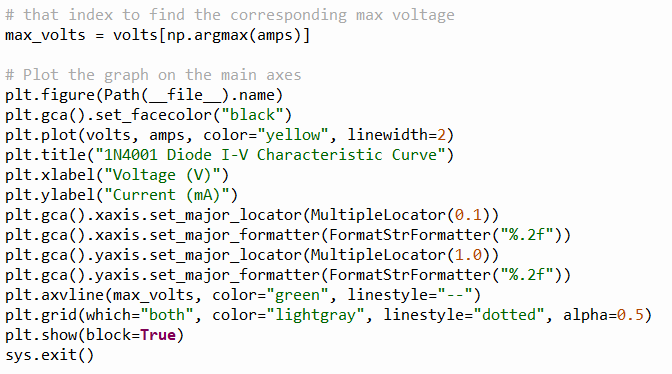 # that index to find the corresponding max voltage
max_volts = volts[np.argmax(amps)]

# Plot the graph on the main axes
plt.figure(Path(__file__).name)
plt.gca().set_facecolor("black")
plt.plot(volts, amps, color="yellow", linewidth=2)
plt.title("1N4001 Diode I-V Characteristic Curve")
plt.xlabel("Voltage (V)")
plt.ylabel("Current (mA)")
plt.gca().xaxis.set_major_locator(MultipleLocator(0.1))
plt.gca().xaxis.set_major_formatter(FormatStrFormatter("%.2f"))
plt.gca().yaxis.set_major_locator(MultipleLocator(1.0))
plt.gca().yaxis.set_major_formatter(FormatStrFormatter("%.2f"))
plt.axvline(max_volts, color="green", linestyle="--")
plt.grid(which="both", color="lightgray", linestyle="dotted", alpha=0.5)
plt.show(block=True)
sys.exit()